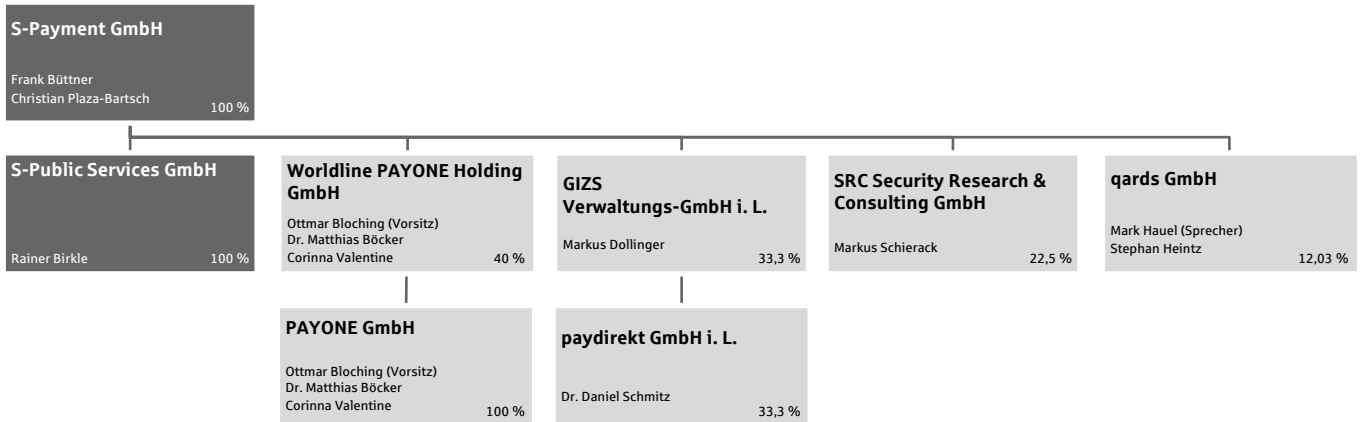 S-Payment GmbH
Frank Büttner
Christian Plaza-Bartsch
100 %
S-Public Services GmbH
Rainer Birkle
100 %
Worldline PAYONE Holding
GmbH
Ottmar Bloching (Vorsitz)
Dr. Matthias Böcker
Corinna Valentine
40 %
GIZS
Verwaltungs-GmbH i. L.
Markus Dollinger
33,3 %
SRC Security Research &
Consulting GmbH
Markus Schierack
22,5 %
qards GmbH
Mark Hauel (Sprecher)
Stephan Heintz
12,03 %
PAYONE GmbH
Ottmar Bloching (Vorsitz)
Dr. Matthias Böcker
Corinna Valentine
100 %
paydirekt GmbH i. L.
Dr. Daniel Schmitz
33,3 %